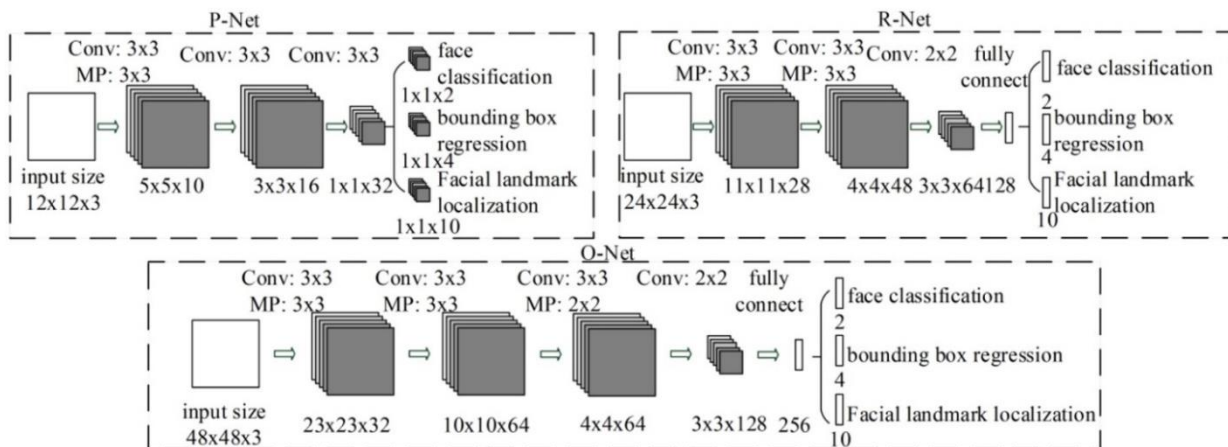 P-Net
Conv: 3x3
MP: 3x3
Conv: 3x3
Conv: 3x3
face
classification
1x1x2
bounding box
regression
1x1x4
Facial landmark
localization
1x1x10
input size
12x12x3
5x5x10
3x3x16
1x1x32
R-Net
Conv: 3x3
MP: 3x3
Conv: 3x3
MP: 3x3
Conv: 2x2
fully
connect
face classification
2
bounding box
regression
4
Facial landmark
localization
10
input size
24x24x3
11x11x28
4x4x48
3x3x64
128
O-Net
Conv: 3x3
MP: 3x3
Conv: 3x3
MP: 3x3
Conv: 3x3
MP: 2x2
Conv: 2x2
fully
connect
face classification
2
bounding box regression
4
Facial landmark localization
10
input size
48x48x3
23x23x32
10x10x64
4x4x64
3x3x128
256